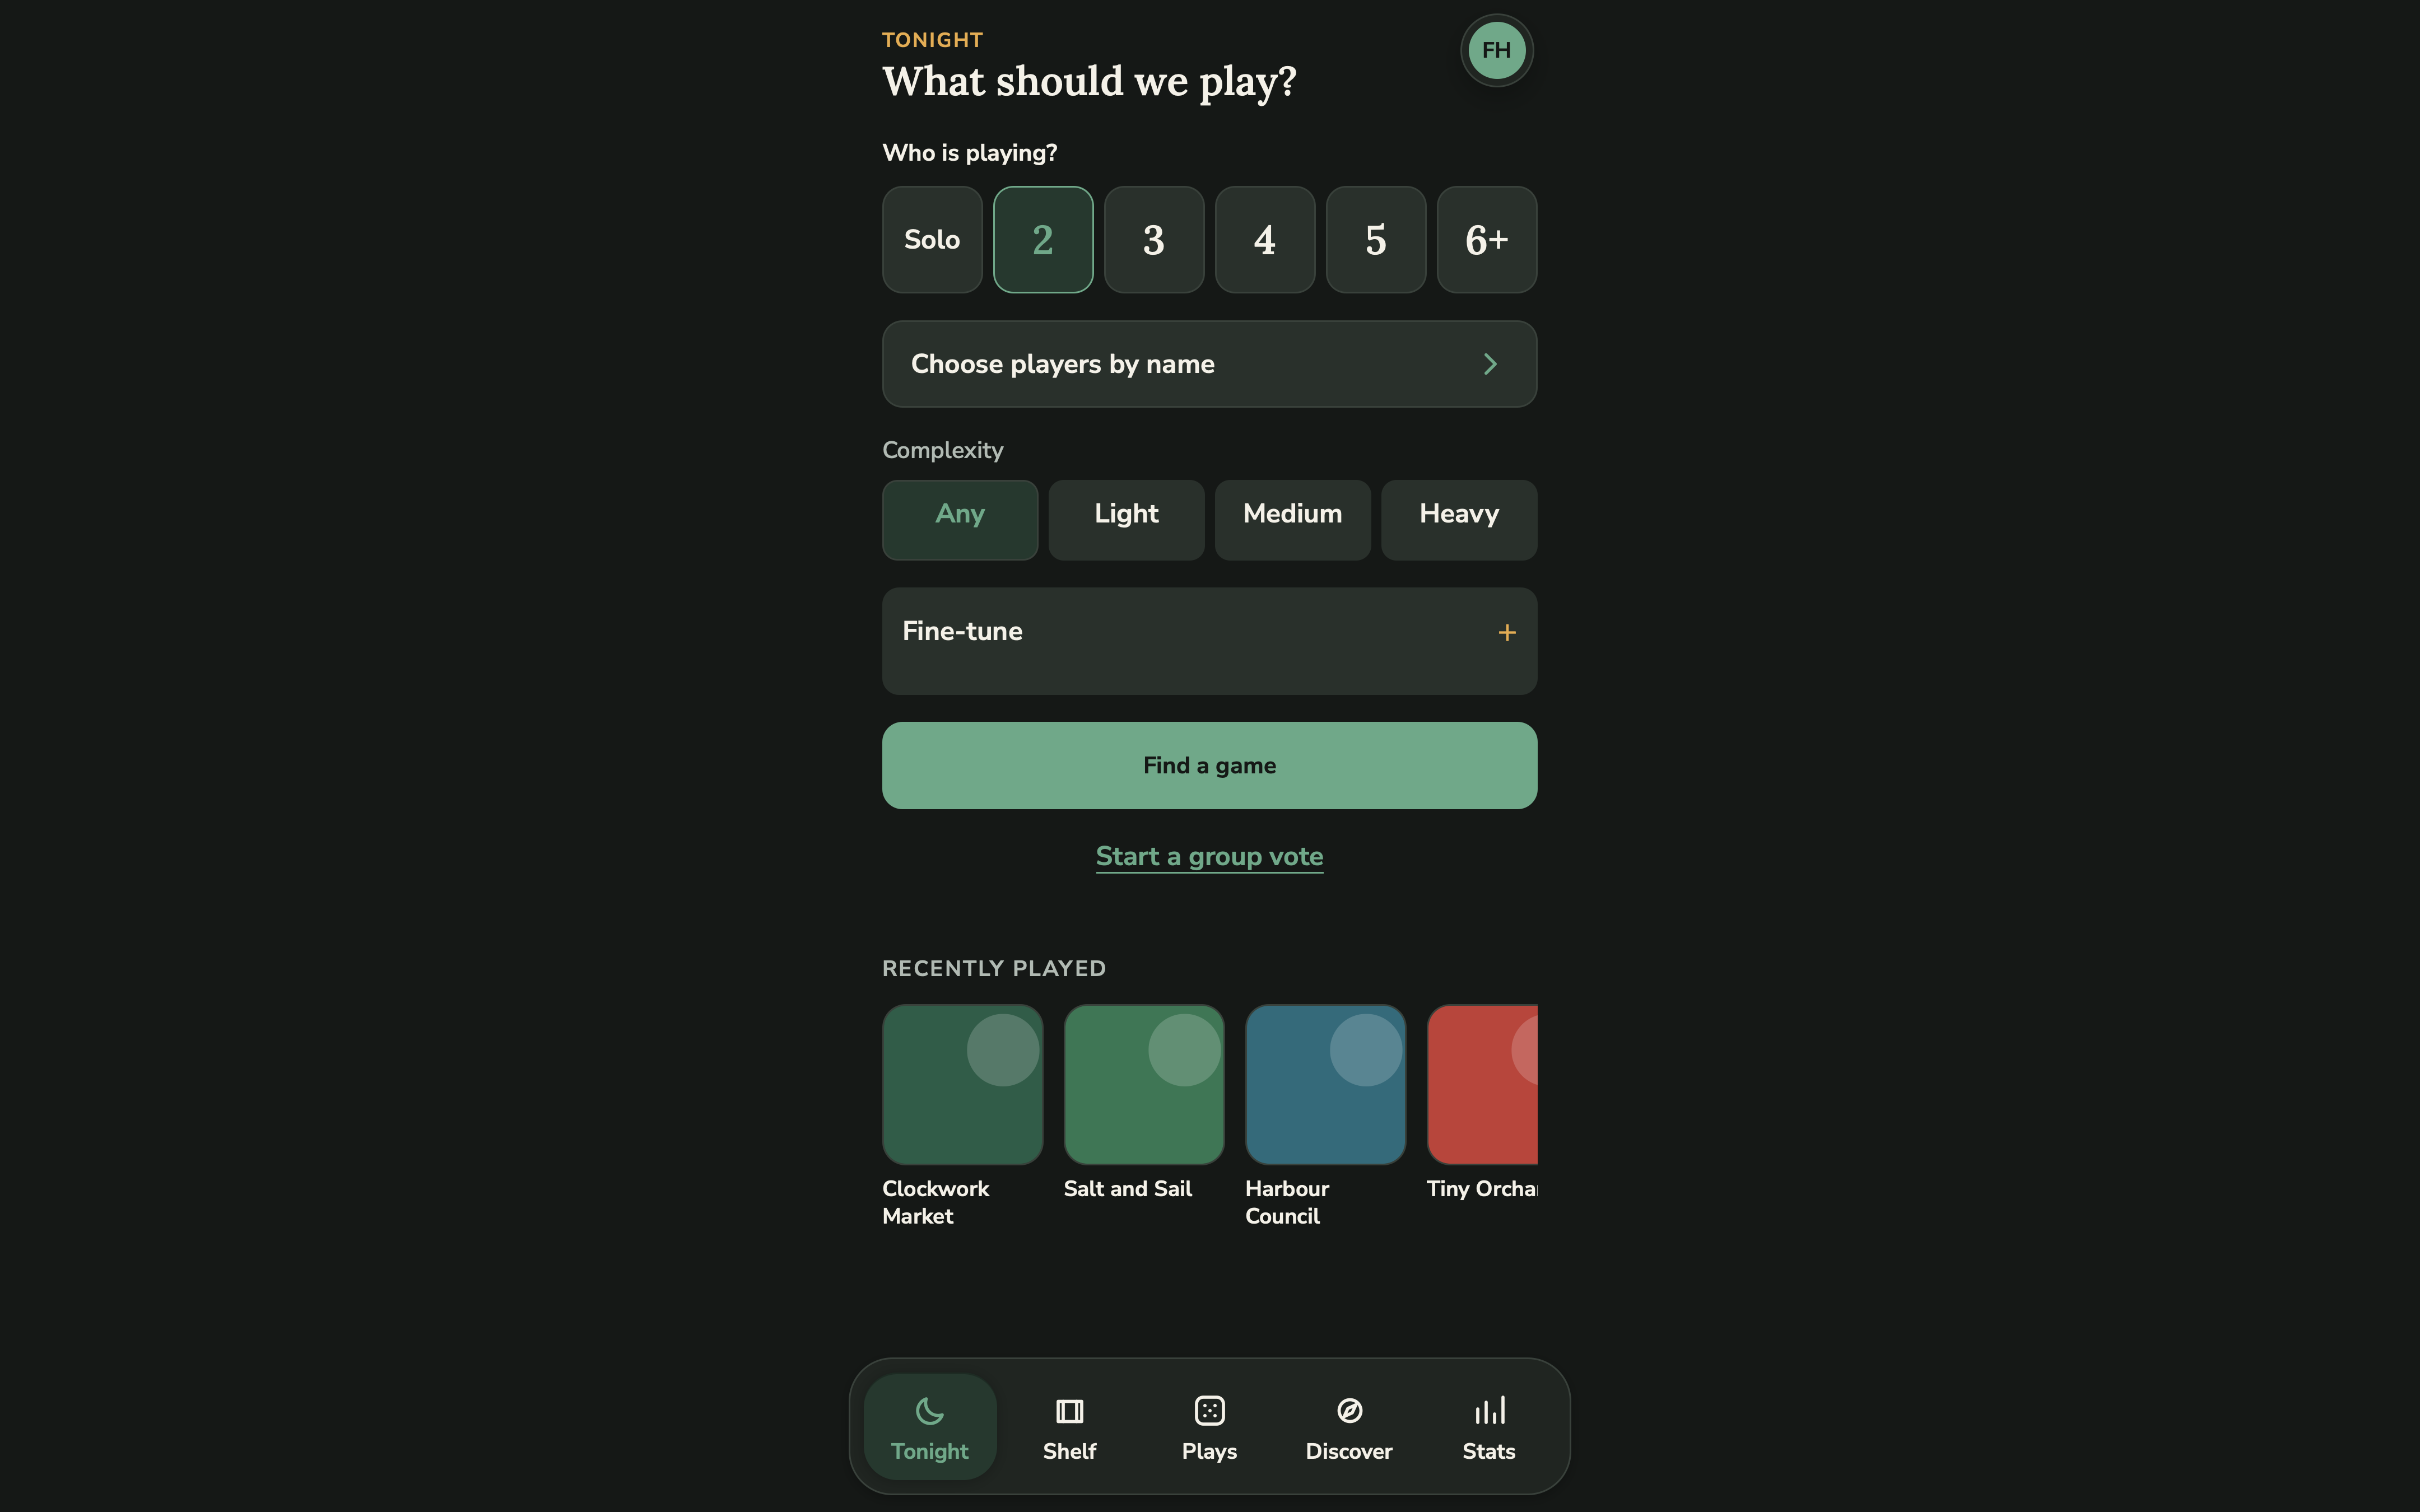 TONIGHT
FH
What should we play?
Who is playing?
Solo
2
3
4
5
6+
Choose players by name
Complexity
Any
Light
Medium
Heavy
Fine-tune
+
Find a game
Start a group vote
RECENTLY PLAYED
Clockwork
Market
Salt and Sail
Harbour
Council
Tiny Orcha
Tonight
Shelf
Plays
Discover
Stats